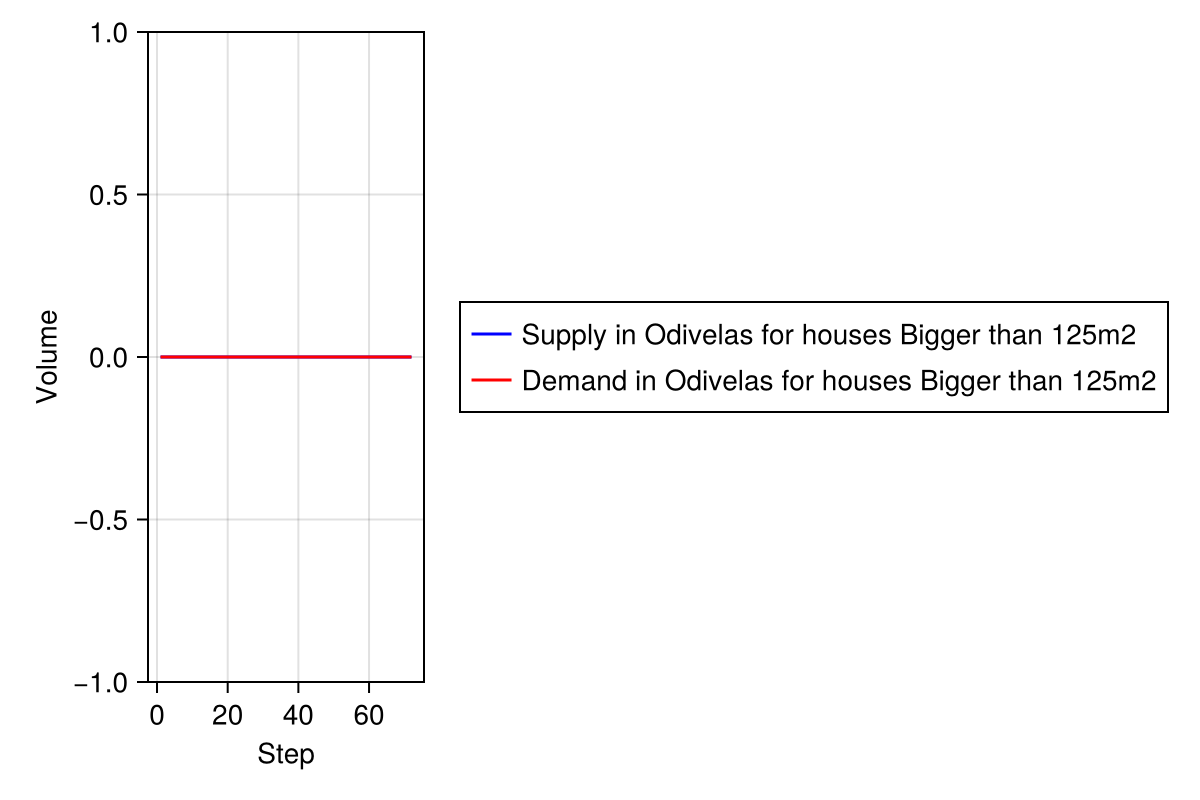 1.0
0.5
0.0
−0.5
−1.0
Volume
0 20 40 60
Step
Supply in Odivelas for houses Bigger than 125m2
Demand in Odivelas for houses Bigger than 125m2